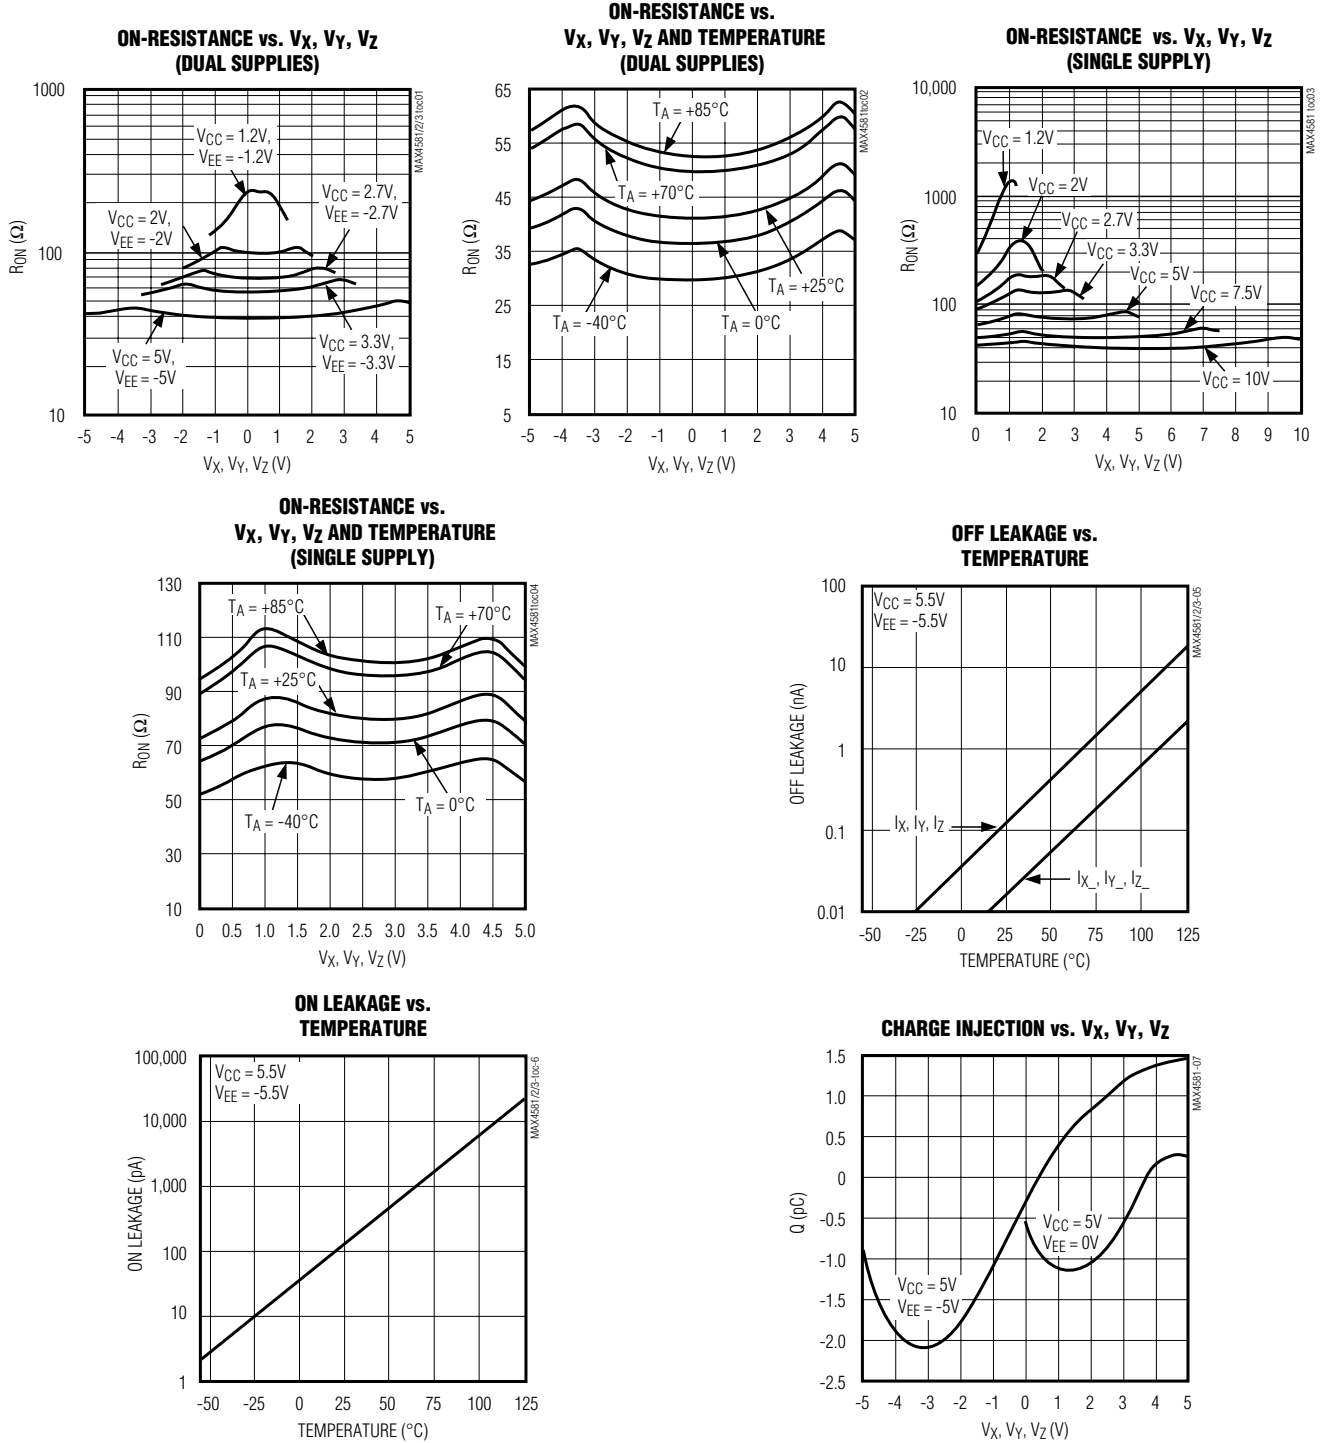 ON-RESISTANCE vs. VX, VY, VZ
(DUAL SUPPLIES)
1000
100
10
RON (Ω)
VCC = 1.2V,
VEE = -1.2V
VCC = 2.7V,
VEE = -2.7V
VCC = 2V,
VEE = -2V
VCC = 5V,
VEE = -5V
VCC = 3.3V,
VEE = -3.3V
-5 -4 -3 -2 -1 0 1 2 3 4 5
VX, VY, VZ (V)
MAX4581/2/3 toc01
ON-RESISTANCE vs.
VX, VY, VZ AND TEMPERATURE
(DUAL SUPPLIES)
65
55
45
35
25
15
5
RON (Ω)
TA = +85°C
TA = +70°C
TA = +25°C
TA = 0°C
TA = -40°C
-5 -4 -3 -2 -1 0 1 2 3 4 5
VX, VY, VZ (V)
MAX4581toc02
ON-RESISTANCE vs. VX, VY, VZ
(SINGLE SUPPLY)
10,000
1000
100
10
RON (Ω)
VCC = 1.2V
VCC = 2V
VCC = 2.7V
VCC = 3.3V
VCC = 5V
VCC = 7.5V
VCC = 10V
0 1 2 3 4 5 6 7 8 9 10
VX, VY, VZ (V)
MAX4581 toc03
ON-RESISTANCE vs.
VX, VY, VZ AND TEMPERATURE
(SINGLE SUPPLY)
130
110
90
70
50
30
10
RON (Ω)
TA = +85°C
TA = +70°C
TA = +25°C
TA = 0°C
TA = -40°C
0 0.5 1.0 1.5 2.0 2.5 3.0 3.5 4.0 4.5 5.0
VX, VY, VZ (V)
MAX4581toc04
OFF LEAKAGE vs.
TEMPERATURE
100
10
1
0.1
0.01
OFF LEAKAGE (nA)
VCC = 5.5V
VEE = -5.5V
IX, IY, IZ
IX_, IY_, IZ_
-50 -25 0 25 50 75 100 125
TEMPERATURE (°C)
MAX4581/2/3-05
ON LEAKAGE vs.
TEMPERATURE
100,000
10,000
1,000
100
10
1
ON LEAKAGE (pA)
VCC = 5.5V
VEE = -5.5V
-50 -25 0 25 50 75 100 125
TEMPERATURE (°C)
MAX4581/2/3-toc-6
CHARGE INJECTION vs. VX, VY, VZ
1.5
1.0
0.5
0
-0.5
-1.0
-1.5
-2.0
-2.5
Q (pC)
VCC = 5V
VEE = 0V
VCC = 5V
VEE = -5V
-5 -4 -3 -2 -1 0 1 2 3 4 5
VX, VY, VZ (V)
MAX4581-07